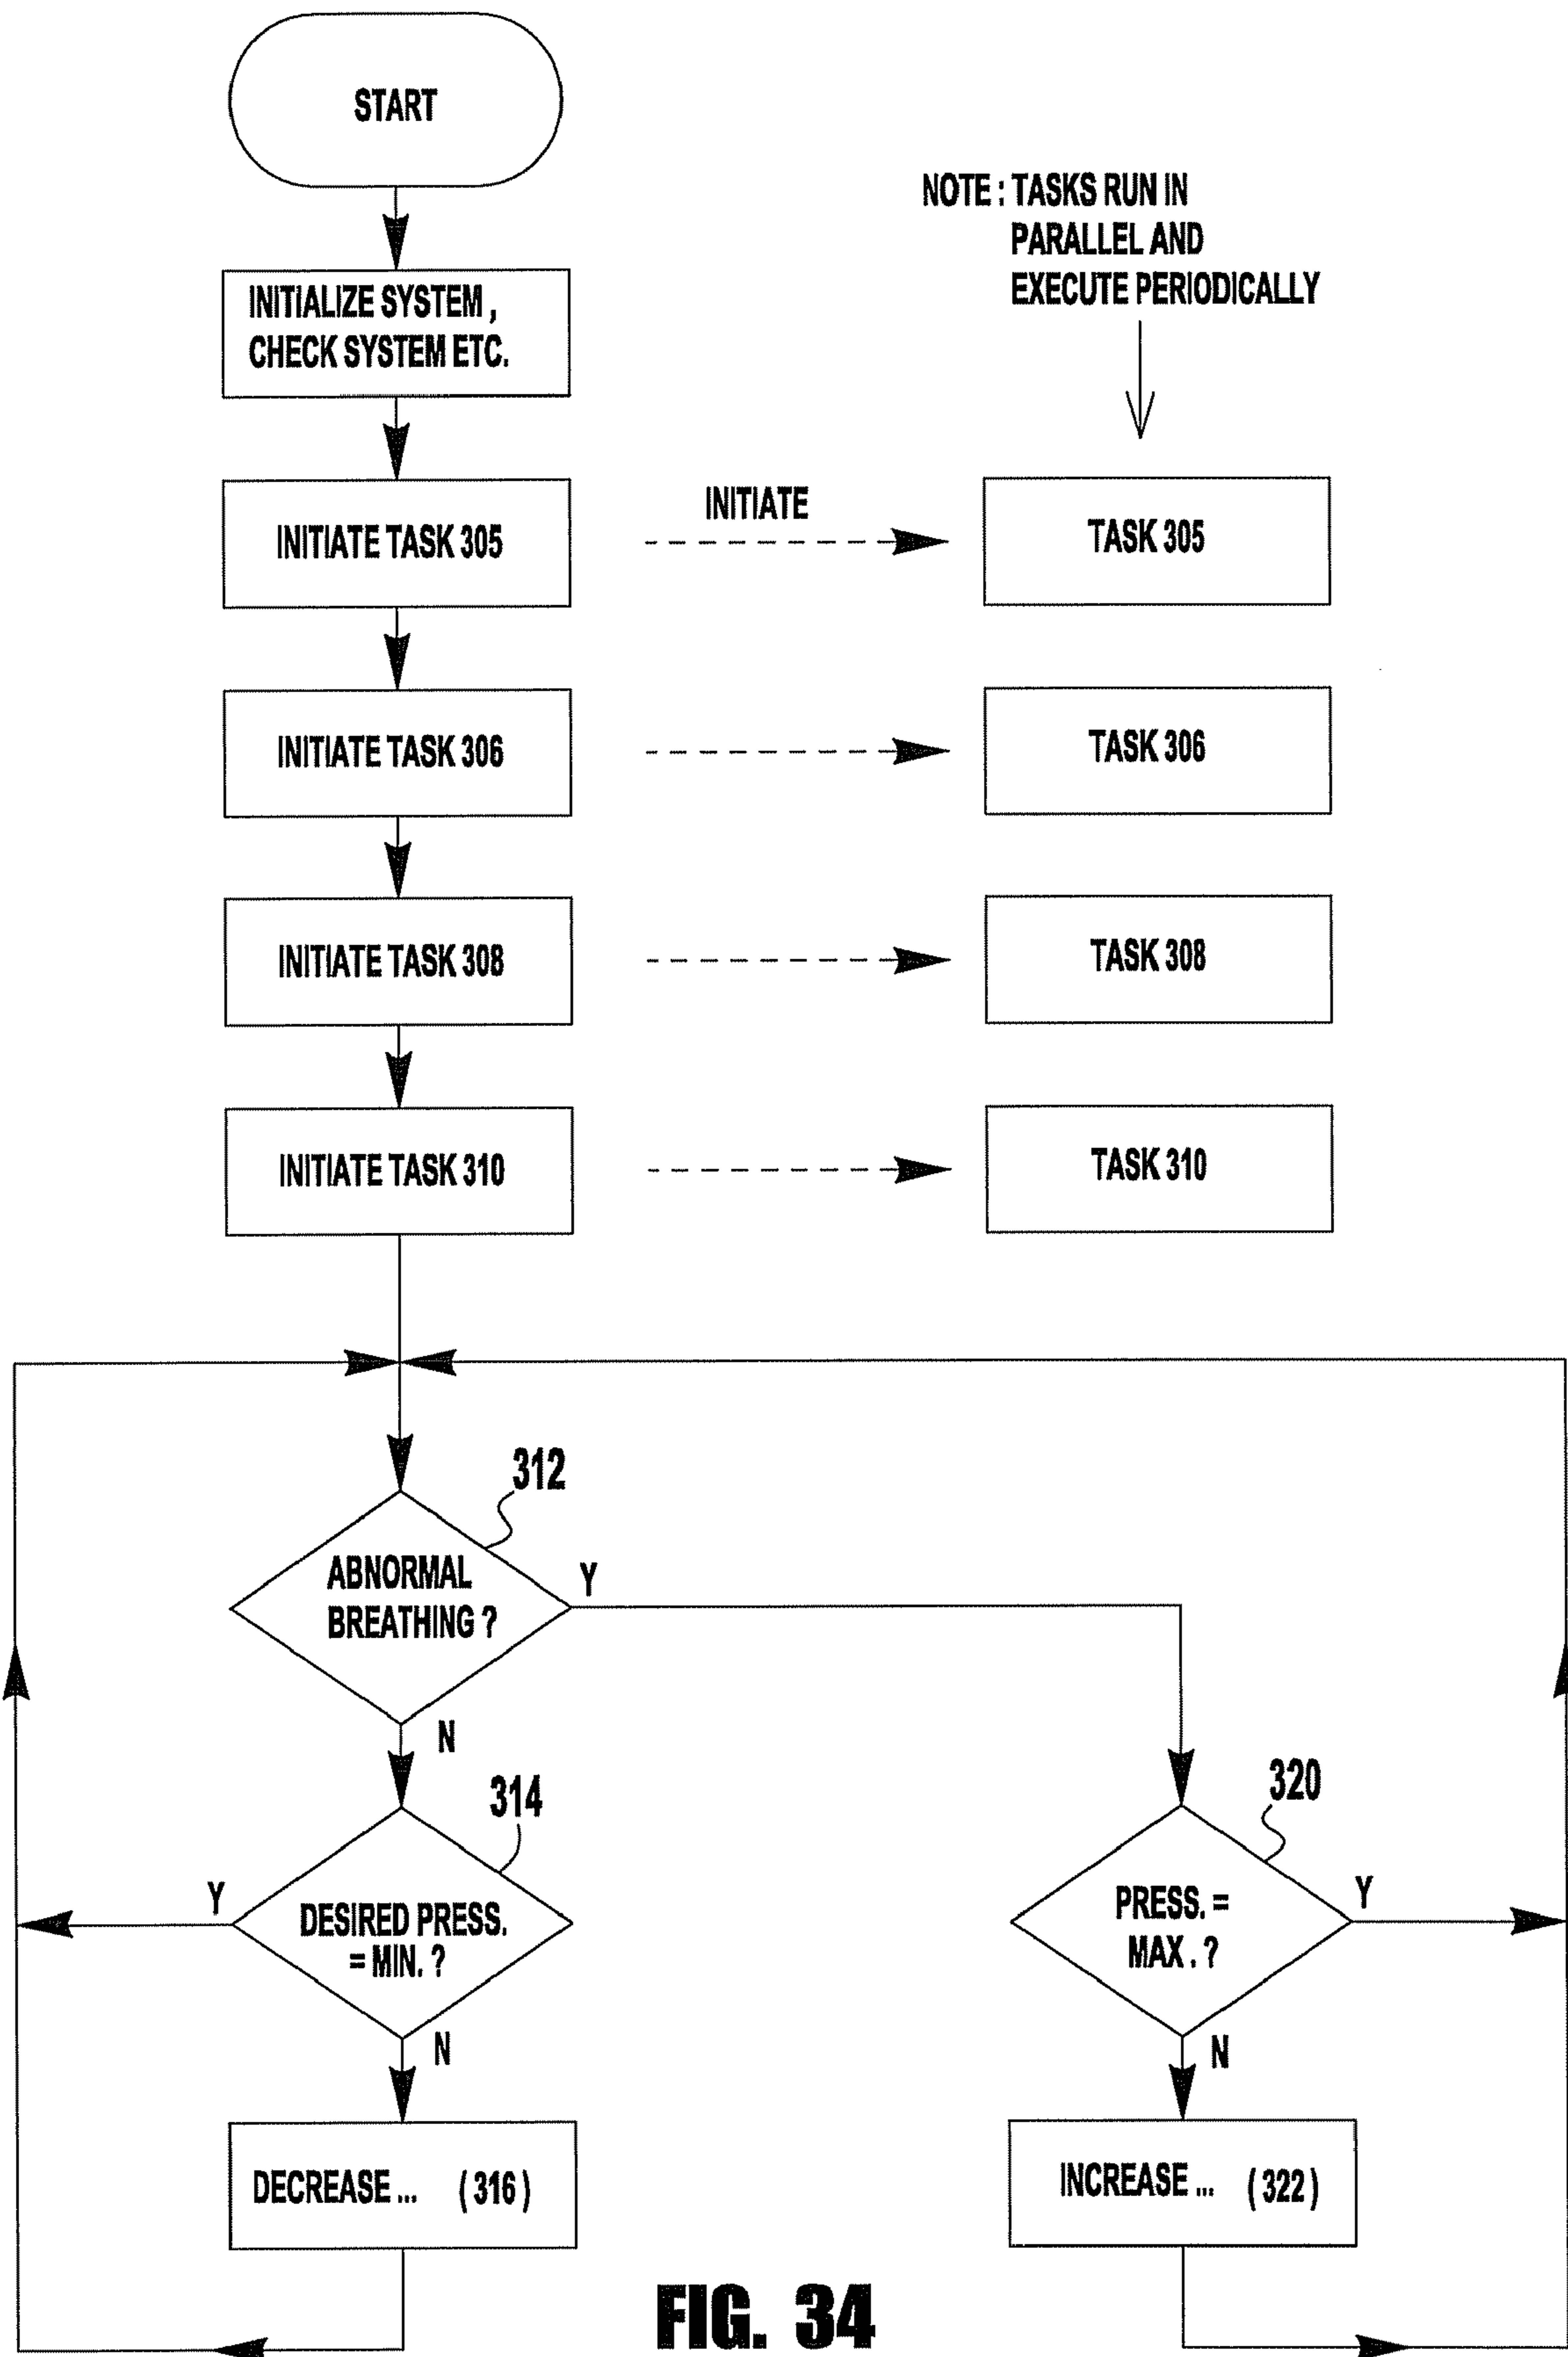 START
NOTE : TASKS RUN IN
PARALLEL AND
EXECUTE PERIODICALLY
INITIALIZE SYSTEM ,
CHECK SYSTEM ETC.
INITIATE TASK 305
INITIATE
TASK 305
INITIATE TASK 306
TASK 306
INITIATE TASK 308
TASK 308
INITIATE TASK 310
TASK 310
312
ABNORMAL
BREATHING ?
Y
N
314
DESIRED PRESS.
= MIN. ?
Y
N
320
PRESS. =
MAX . ?
Y
N
DECREASE ... ( 316 )
INCREASE ... ( 322 )
FIG. 34